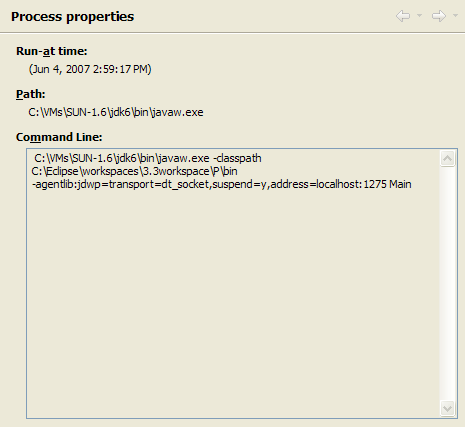 Process properties
Run-at time:
(Jun 4, 2007 2:59:17 PM)
Path:
C:\VMs\SUN-1.6\jdk6\bin\javaw.exe
Command Line:
C:\VMs\SUN-1.6\jdk6\bin\javaw.exe -classpath
C:\Eclipse\workspaces\3.3workspace\P\bin
-agentlib:jdwp=transport=dt_socket,suspend=y,address=localhost:1275 Main